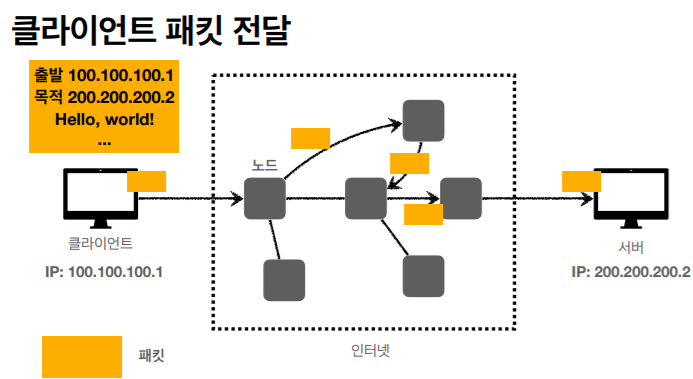 클라이언트 패킷 전달
출발 100.100.100.1
목적 200.200.200.2
Hello, world!
...
노드
클라이언트
IP: 100.100.100.1
서버
IP: 200.200.200.2
패킷
인터넷